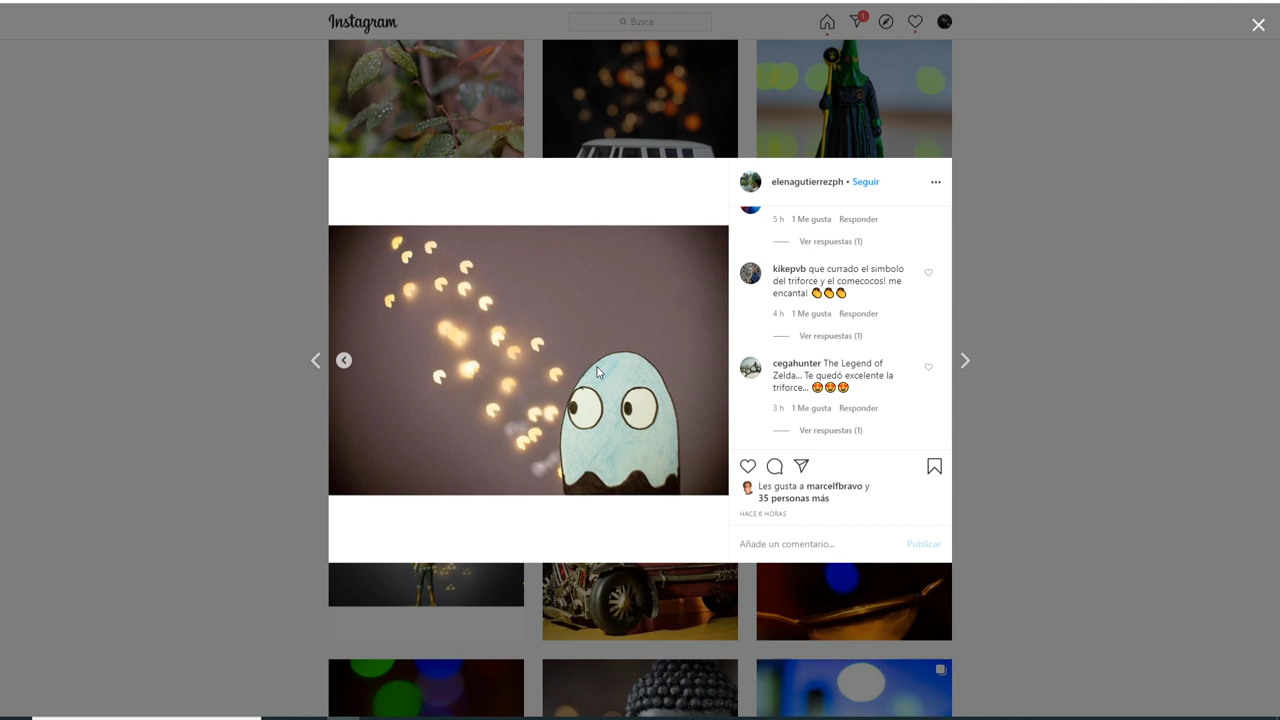 Instagram
Busca
1
elenagutierrezph • Seguir
5 h 1 Me gusta Responder
Ver respuestas (1)
kikepvb que currado el simbolo
del triforce y el comecocos! me
encanta! 👏👏👏
4 h 1 Me gusta Responder
Ver respuestas (1)
cegahunter The Legend of
Zelda... Te quedó excelente la
triforce... 🤩🤩🤩
3 h 1 Me gusta Responder
Ver respuestas (1)
Les gusta a marcelfbravo y
35 personas más
HACE 6 HORAS
Añade un comentario... Publicar